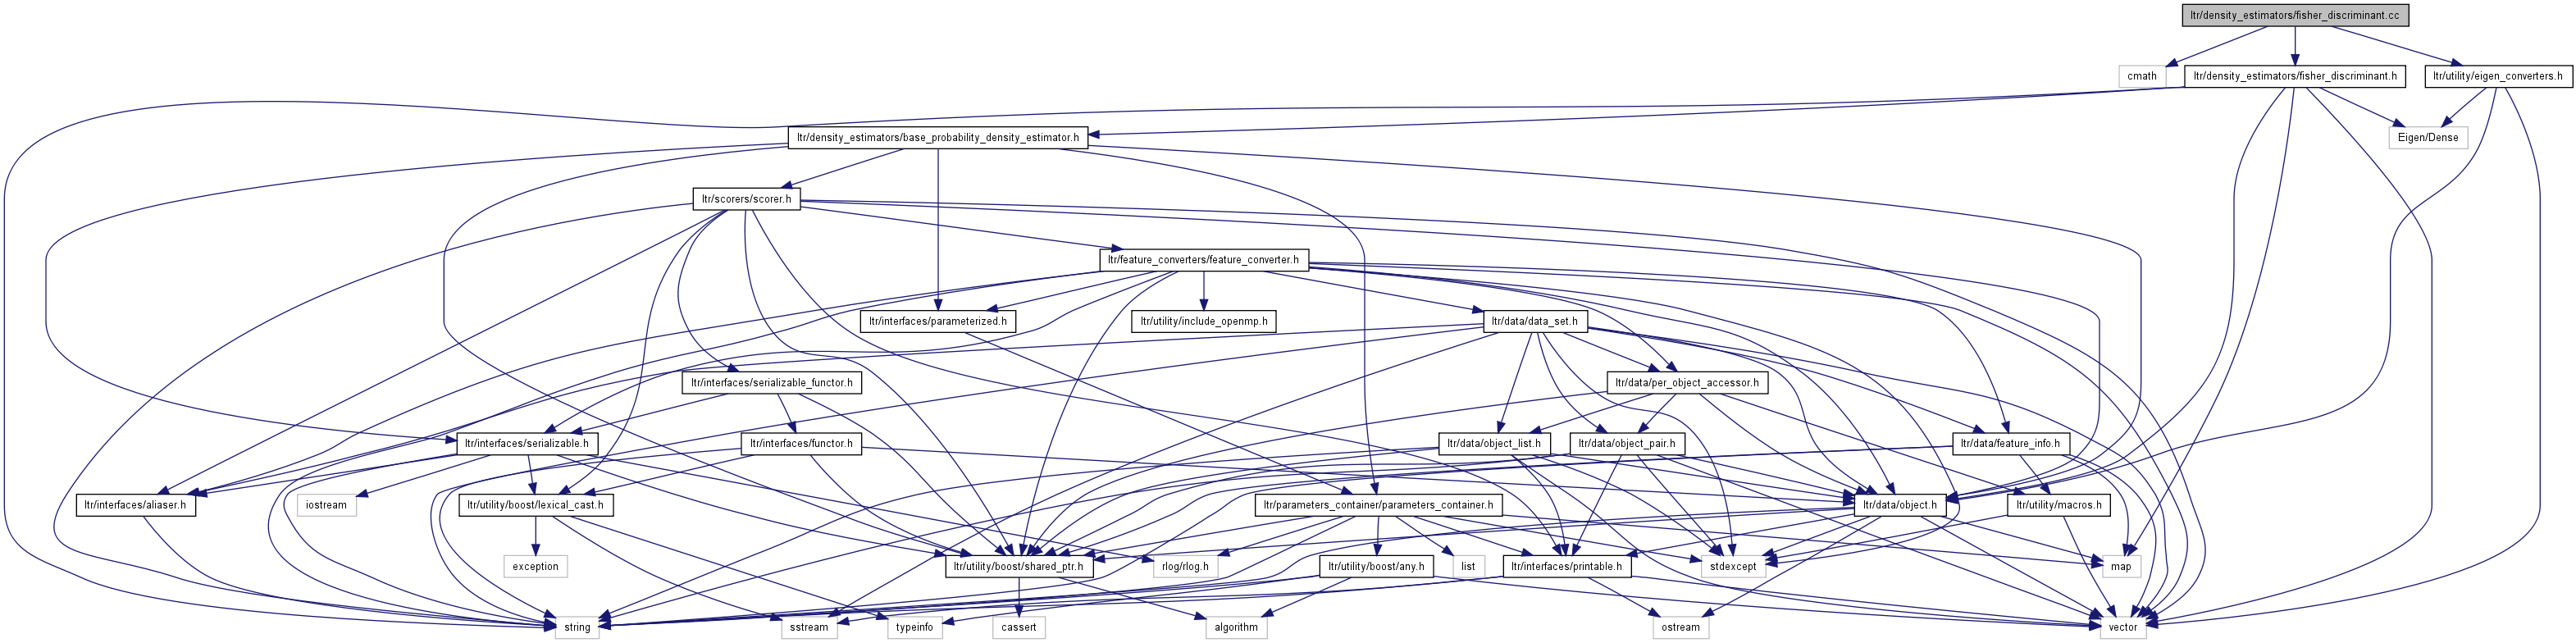 ltr/density_estimators/fisher_discriminant.cc
cmath
ltr/density_estimators/fisher_discriminant.h
ltr/utility/eigen_converters.h
ltr/density_estimators/base_probability_density_estimator.h
Eigen/Dense
ltr/scorers/scorer.h
ltr/feature_converters/feature_converter.h
ltr/interfaces/parameterized.h
ltr/utility/include_openmp.h
ltr/data/data_set.h
ltr/interfaces/serializable_functor.h
ltr/data/per_object_accessor.h
ltr/interfaces/serializable.h
ltr/interfaces/functor.h
ltr/data/object_list.h
ltr/data/object_pair.h
ltr/data/feature_info.h
ltr/interfaces/aliaser.h
iostream
ltr/utility/boost/lexical_cast.h
ltr/parameters_container/parameters_container.h
ltr/data/object.h
ltr/utility/macros.h
exception
ltr/utility/boost/shared_ptr.h
rlog/rlog.h
ltr/utility/boost/any.h
list
ltr/interfaces/printable.h
stdexcept
map
string
sstream
typeinfo
cassert
algorithm
ostream
vector